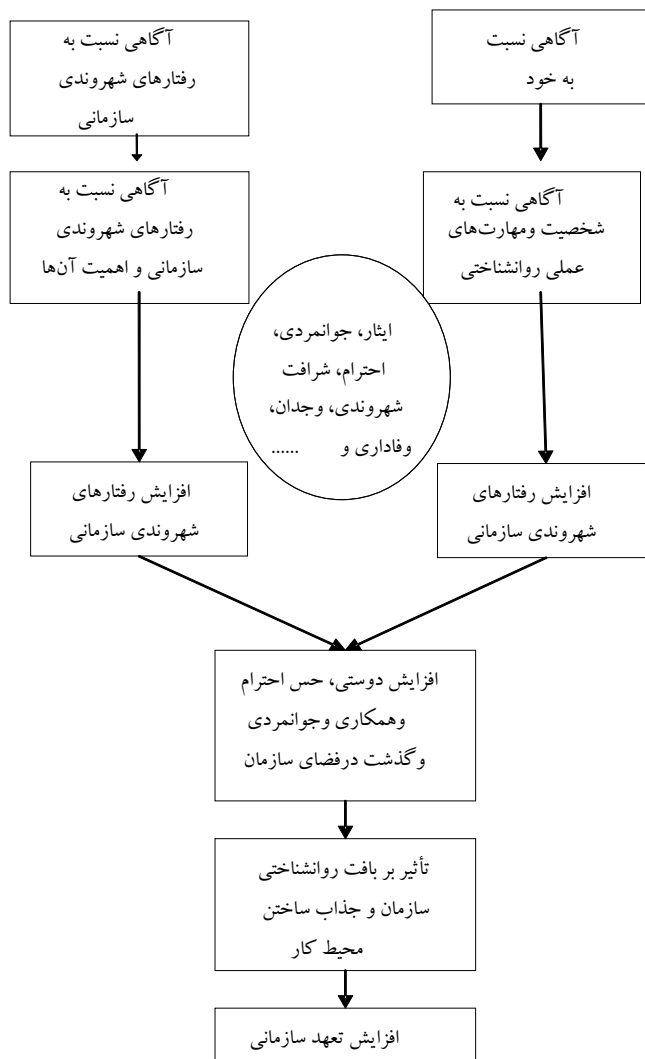 آگاهی نسبت
به خود
آگاهی نسبت به
رفتارهای شهروندی
سازمانی
آگاهی نسبت به
شخصیت ومهارت‌های
عملی روانشناختی
آگاهی نسبت به
رفتارهای شهروندی
سازمانی و اهمیت آن‌ها
ایثار، جوانمردی،
احترام، شرافت
شهروندی، وجدان،
وفاداری و ......
افزایش رفتارهای
شهروندی سازمانی
افزایش رفتارهای
شهروندی سازمانی
افزایش دوستی، حس احترام
وهمکاری وجوانمردی
وگذشت درفضای سازمان
تأثیر بر بافت روانشناختی
سازمان و جذاب ساختن
محیط کار
افزایش تعهد سازمانی